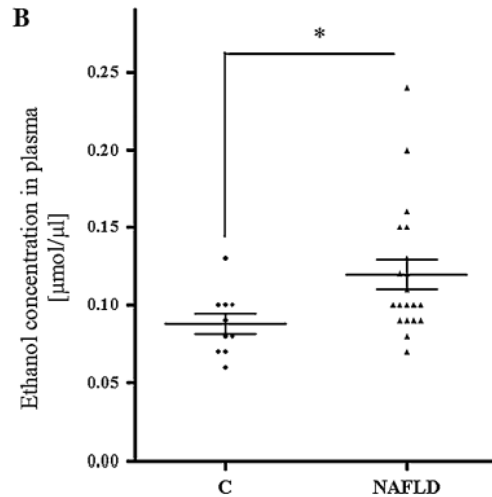 B
*
Ethanol concentration in plasma
[μmol/μl]
0.25
0.20
0.15
0.10
0.05
0.00
C NAFLD